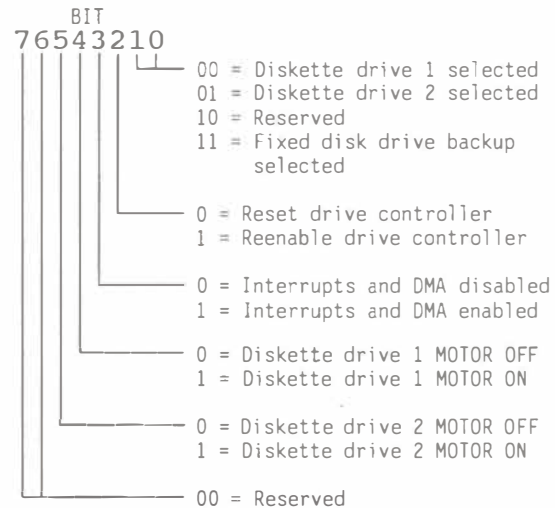 BIT
76543210
00 = Diskette drive 1 selected
01 = Diskette drive 2 selected
10 = Reserved
11 = Fixed disk drive backup
selected
0 = Reset drive controller
1 = Reenable drive controller
0 = Interrupts and DMA disabled
1 = Interrupts and DMA enabled
0 = Diskette drive 1 MOTOR OFF
1 = Diskette drive 1 MOTOR ON
0 = Diskette drive 2 MOTOR OFF
1 = Diskette drive 2 MOTOR ON
00 = Reserved